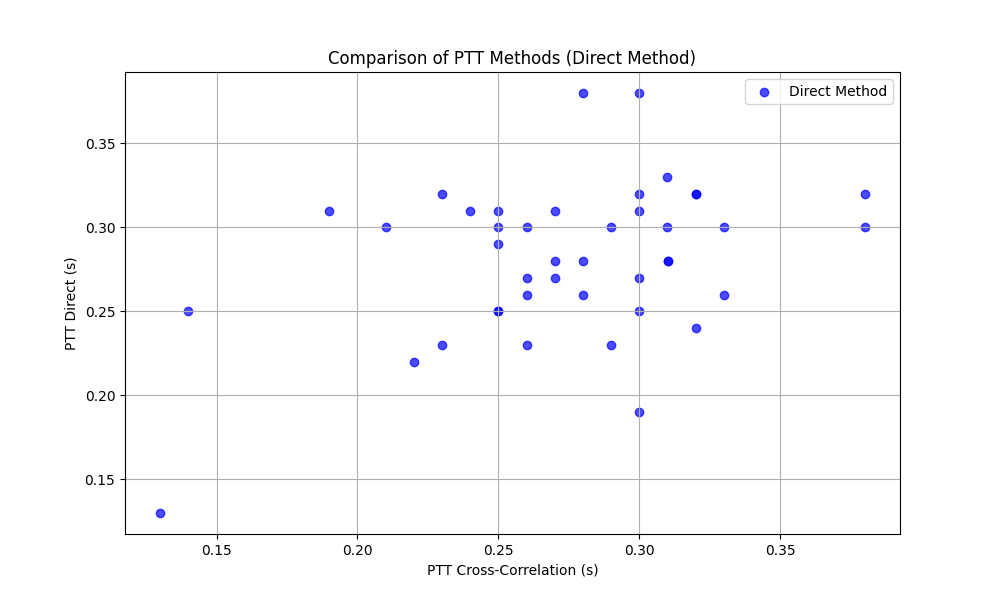 Comparison of PTT Methods (Direct Method)
Direct Method
PTT Direct (s)
0.35
0.30
0.25
0.20
0.15
0.15 0.20 0.25 0.30 0.35
PTT Cross-Correlation (s)